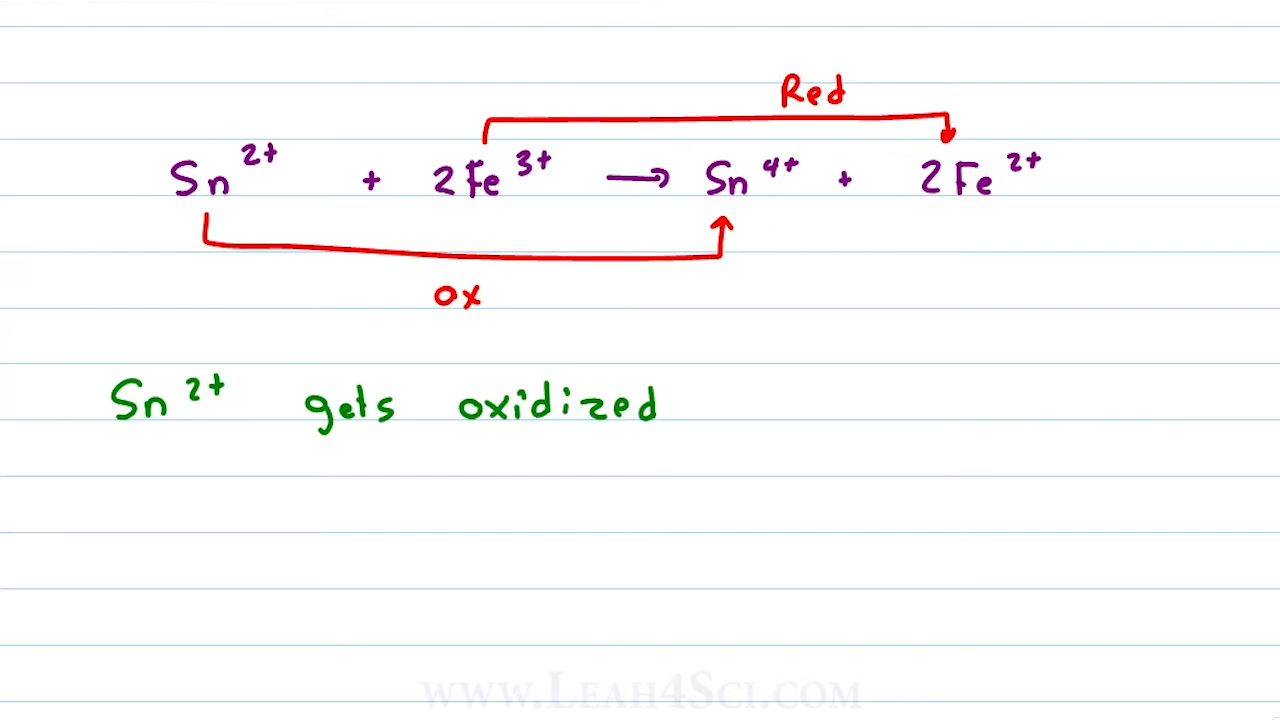 Red
Sn²⁺ + 2Fe³⁺ → Sn⁴⁺ + 2Fe²⁺
ox
Sn²⁺ gets oxidized
www.Leah4Sci.com